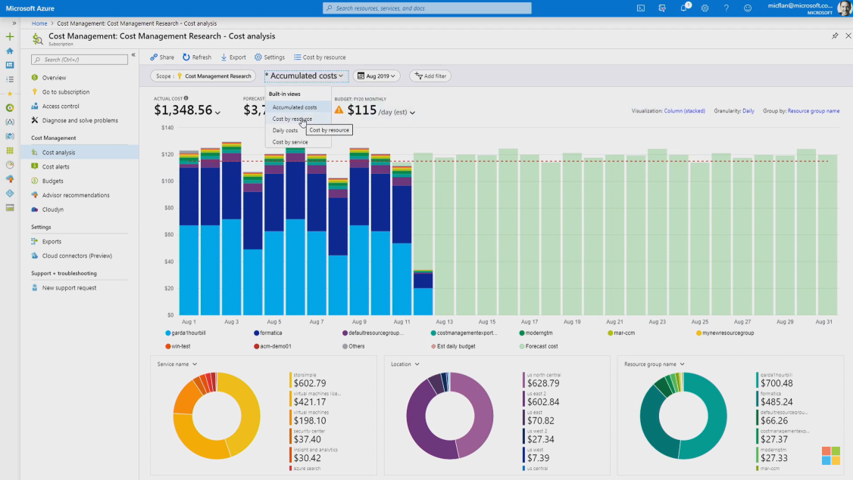 Microsoft Azure
Search resources, services, and docs
micflan@microsoft.co...
MICROSOFT
Home > Cost Management: Cost Management Research - Cost analysis
Cost Management: Cost Management Research - Cost analysis
Subscription
Search (Ctrl+/)
Overview
Go to subscription
Access control
Diagnose and solve problems
Cost Management
Cost analysis
Cost alerts
Budgets
Advisor recommendations
Cloudyn
Settings
Exports
Cloud connectors (Preview)
Support + troubleshooting
New support request
Share Refresh Export Settings Cost by resource
Scope : Cost Management Research * Accumulated costs Aug 2019 Add filter
Built-in views
Accumulated costs
Cost by resource
Daily costs
Cost by service
Cost by resource
ACTUAL COST
$1,348.56
FORECAST
$3,7
BUDGET: P100 MONTHLY
$115 /day (est)
Visualization: Column (stacked) Granularity: Daily Group by: Resource group name
$140
$120
$100
$80
$60
$40
$20
$0
Aug 1 Aug 3 Aug 5 Aug 7 Aug 9 Aug 11 Aug 13 Aug 15 Aug 17 Aug 19 Aug 21 Aug 23 Aug 25 Aug 27 Aug 29 Aug 31
garda1hourbill formatica defaultresourcegroup... costmanagementexport... moderngtm mar-ccm mynewresourcegroup
win-test acm-demo01 Others Est daily budget Forecast cost
Service name
storsimple
$602.79
virtual machines lice...
$421.17
virtual machines
$198.10
security center
$37.40
insight and analytics
$30.42
azure search
Location
us north central
$628.79
us east 2
$602.84
us east
$70.82
us west 2
$27.34
us west
$7.39
us central
Resource group name
garda1hourbill
$700.48
formatica
$485.24
defaultresourcegrou...
$66.26
costmanagementexp...
$27.37
moderngtm
$27.33
mar-ccm